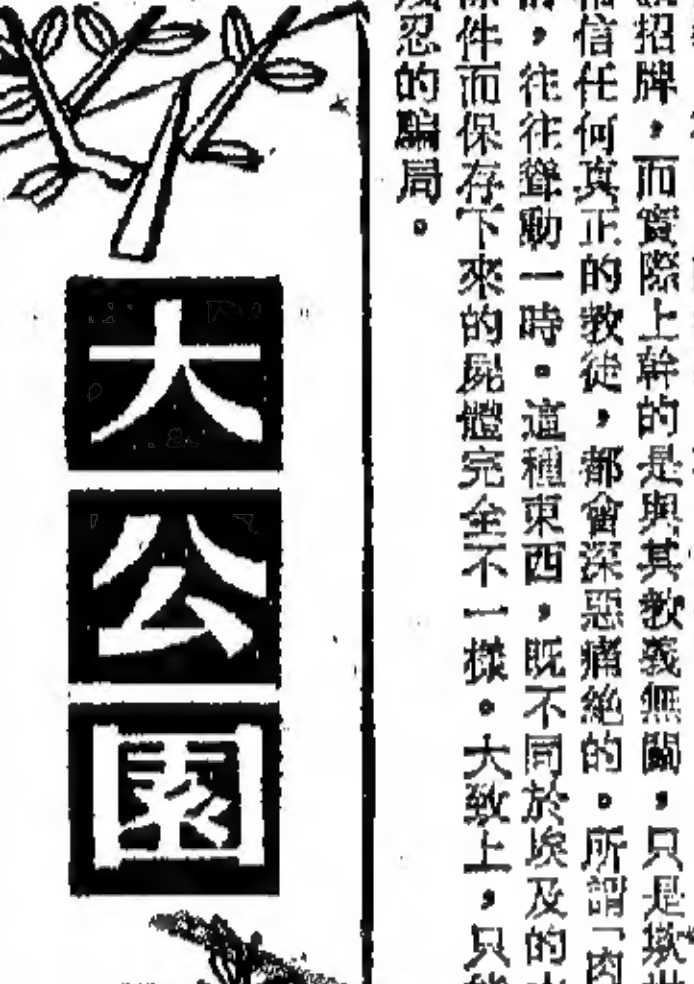 招牌，而實際上幹的是與其教義無關，只是欺世
信任何真正的教徒，都會深惡痛絕的。所謂「肉
，往往聳動一時。這種東西，既不同於埃及的
件而保存下來的屍體完全不一樣。大致上，只能
忍的騙局。
大公園